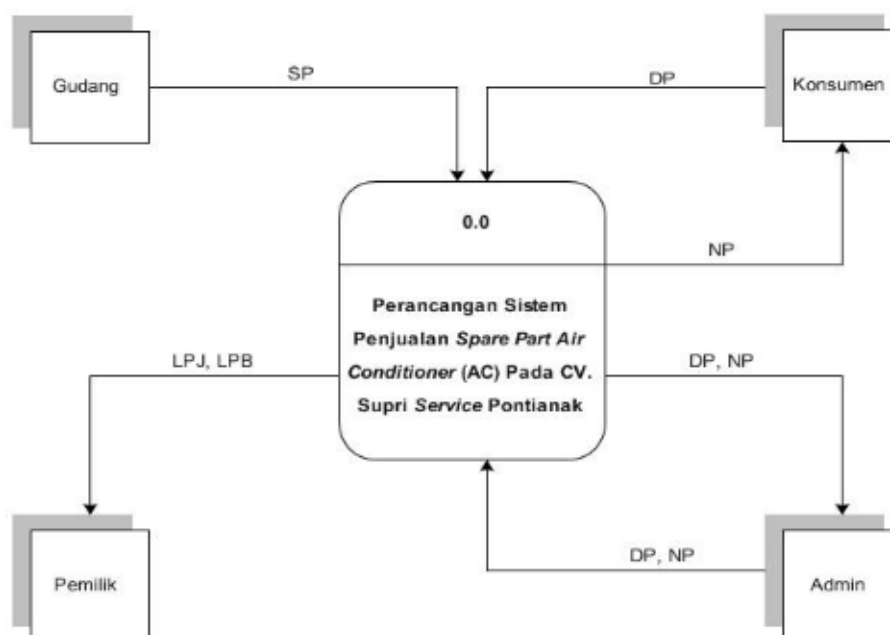 Gudang
SP
DP
Konsumen
0.0
NP
Perancangan Sistem
Penjualan Spare Part Air
Conditioner (AC) Pada CV.
Supri Service Pontianak
LPJ, LPB
DP, NP
Pemilik
DP, NP
Admin